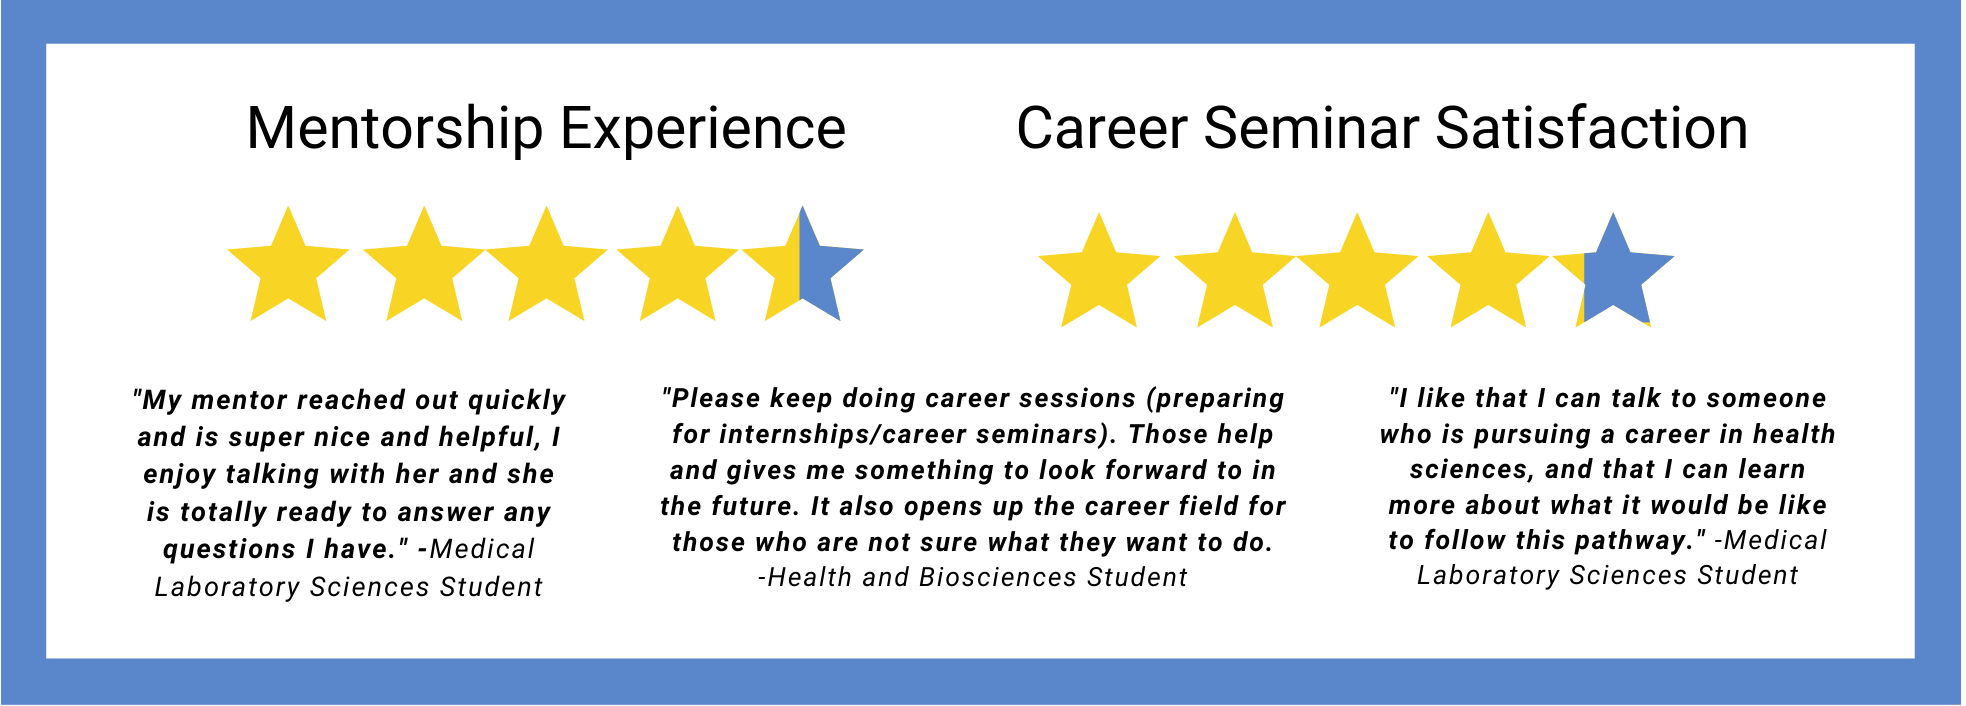 Mentorship Experience
Career Seminar Satisfaction
"My mentor reached out quickly
and is super nice and helpful, I
enjoy talking with her and she
is totally ready to answer any
questions I have." -Medical
Laboratory Sciences Student
"Please keep doing career sessions (preparing
for internships/career seminars). Those help
and gives me something to look forward to in
the future. It also opens up the career field for
those who are not sure what they want to do.
-Health and Biosciences Student
"I like that I can talk to someone
who is pursuing a career in health
sciences, and that I can learn
more about what it would be like
to follow this pathway." -Medical
Laboratory Sciences Student